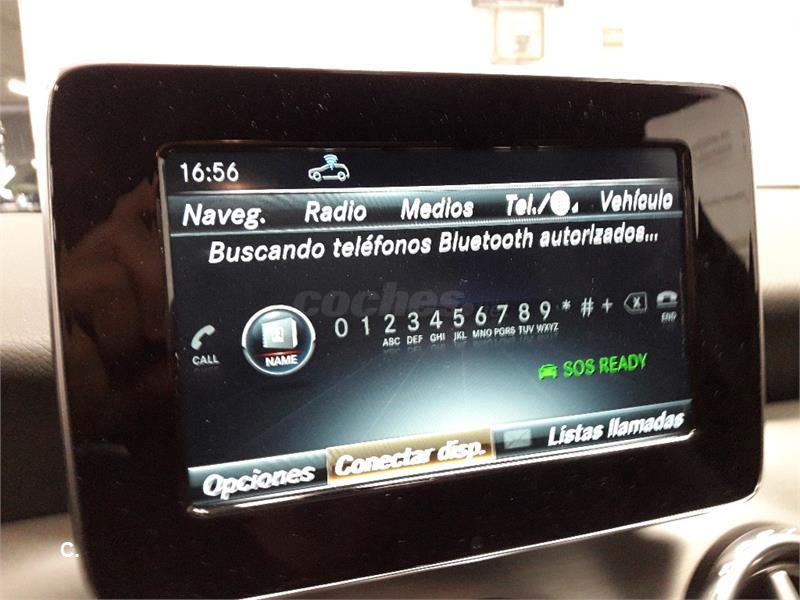 16:56
Naveg. Radio Medios Tel./ Vehículo
Buscando teléfonos Bluetooth autorizados...
coches
CALL NAME 0 1 2 3 4 5 6 7 8 9 * # + END
ABC DEF GHI JKL MNO PQRS TUV WXYZ
SOS READY
Opciones Conectar disp. Listas llamadas
C.